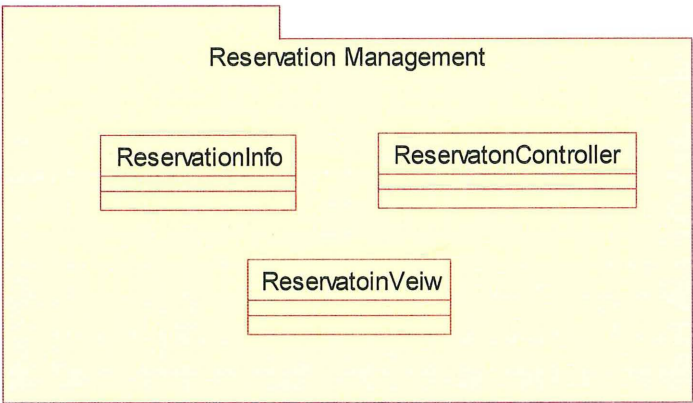 Reservation Management
ReservationInfo
ReservatonController
ReservatoinVeiw